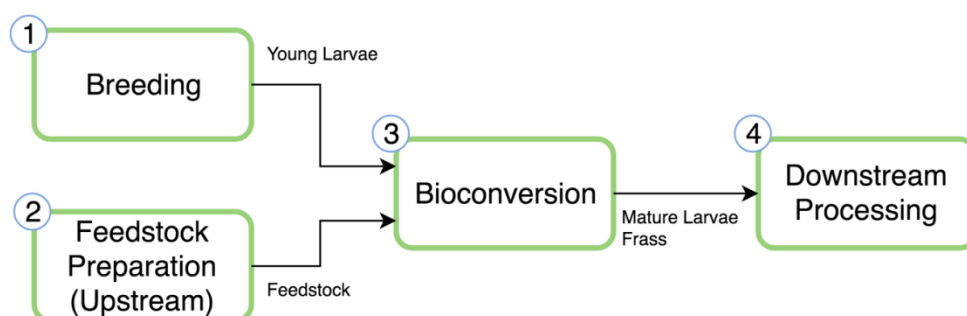 1
Breeding
Young Larvae
2
Feedstock
Preparation
(Upstream)
Feedstock
3
Bioconversion
Mature Larvae
Frass
4
Downstream
Processing